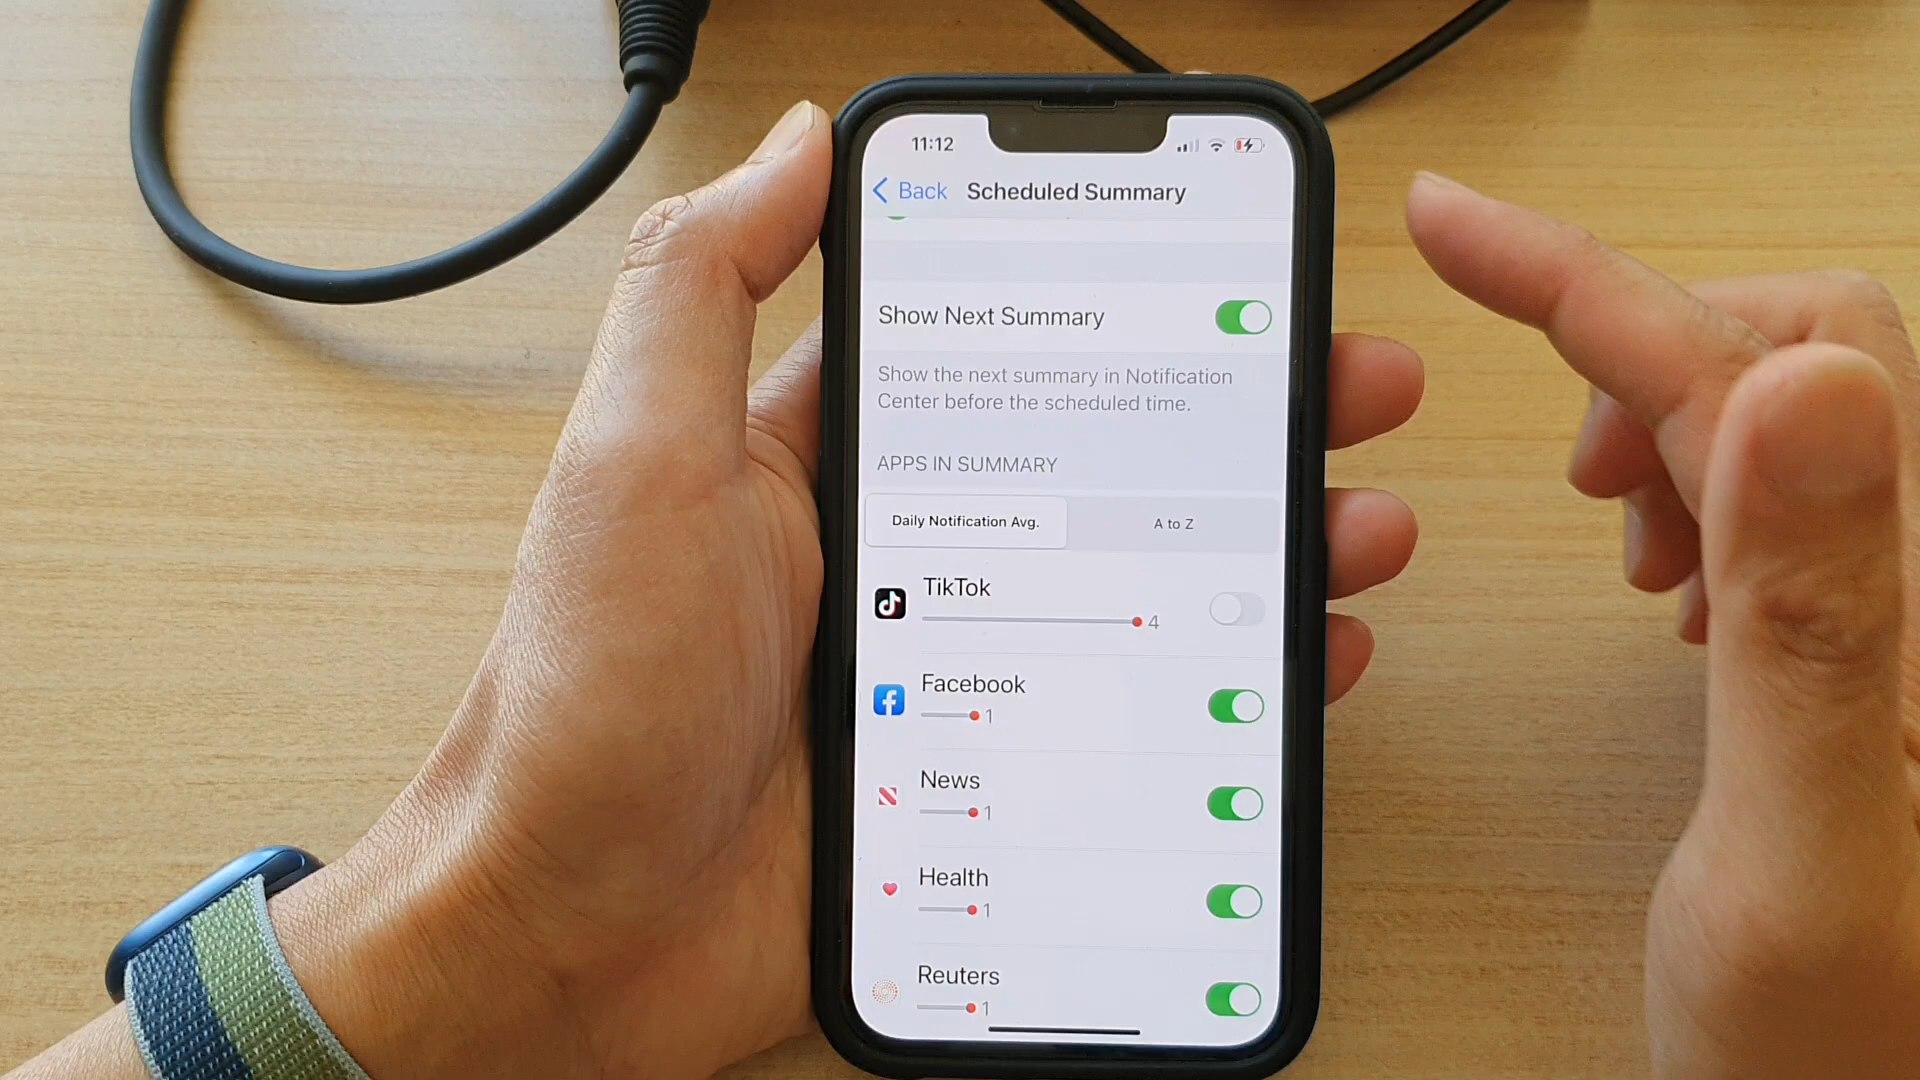 11:12
Back Scheduled Summary
Show Next Summary
Show the next summary in Notification
Center before the scheduled time.
APPS IN SUMMARY
Daily Notification Avg. A to Z
TikTok
4
Facebook
1
News
1
Health
1
Reuters
1